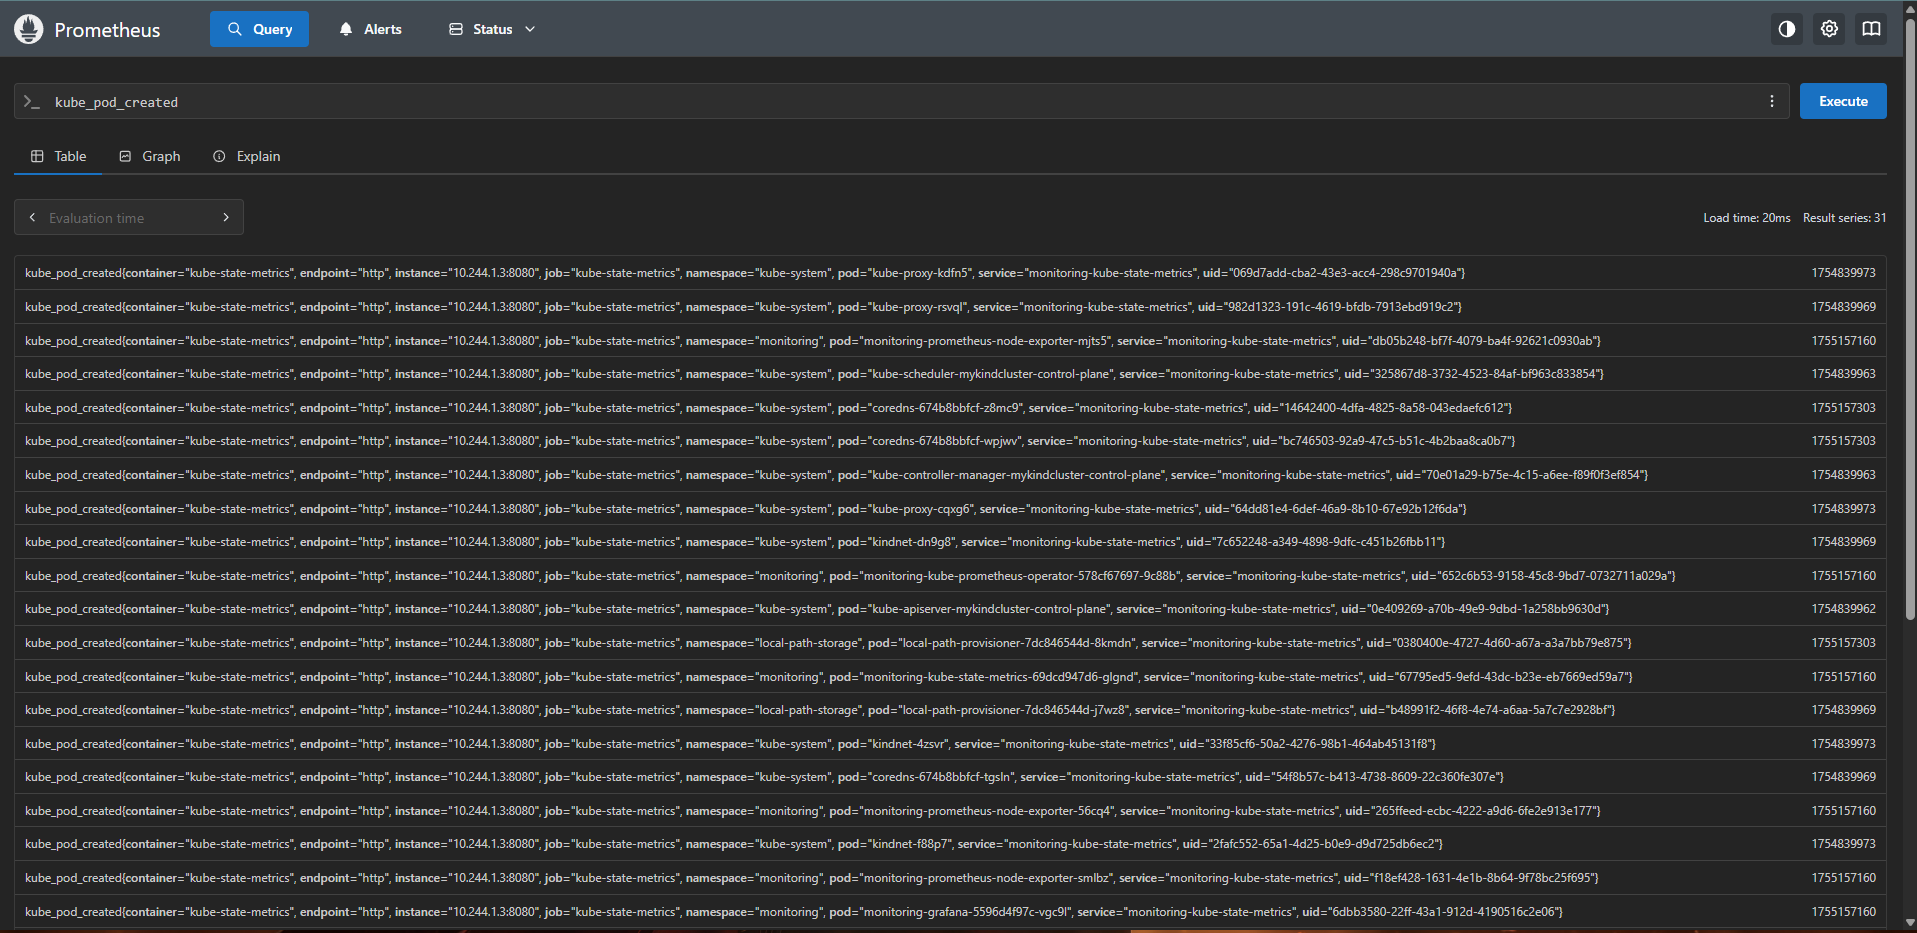 Prometheus Query Alerts Status
kube_pod_created Execute
Table Graph Explain
Evaluation time Load time: 20ms Result series: 31
kube_pod_created{container="kube-state-metrics", endpoint="http", instance="10.244.1.3:8080", job="kube-state-metrics", namespace="kube-system", pod="kube-proxy-kdfn5", service="monitoring-kube-state-metrics", uid="069d7add-cba2-43e3-acc4-298c9701940a"} 1754839973
kube_pod_created{container="kube-state-metrics", endpoint="http", instance="10.244.1.3:8080", job="kube-state-metrics", namespace="kube-system", pod="kube-proxy-rsvql", service="monitoring-kube-state-metrics", uid="982d1323-191c-4619-bfdb-7913ebd919c2"} 1754839969
kube_pod_created{container="kube-state-metrics", endpoint="http", instance="10.244.1.3:8080", job="kube-state-metrics", namespace="monitoring", pod="monitoring-prometheus-node-exporter-mjts5", service="monitoring-kube-state-metrics", uid="db05b248-bf7f-4079-ba4f-92621c0930ab"} 1755157160
kube_pod_created{container="kube-state-metrics", endpoint="http", instance="10.244.1.3:8080", job="kube-state-metrics", namespace="kube-system", pod="kube-scheduler-mykindcluster-control-plane", service="monitoring-kube-state-metrics", uid="325867d8-3732-4523-84af-bf963c833854"} 1754839963
kube_pod_created{container="kube-state-metrics", endpoint="http", instance="10.244.1.3:8080", job="kube-state-metrics", namespace="kube-system", pod="coredns-674b8bbfcf-z8mc9", service="monitoring-kube-state-metrics", uid="14642400-4dfa-4825-8a58-043edaefc612"} 1755157303
kube_pod_created{container="kube-state-metrics", endpoint="http", instance="10.244.1.3:8080", job="kube-state-metrics", namespace="kube-system", pod="coredns-674b8bbfcf-wpjwv", service="monitoring-kube-state-metrics", uid="bc746503-92a9-47c5-b51c-4b2baa8ca0b7"} 1755157303
kube_pod_created{container="kube-state-metrics", endpoint="http", instance="10.244.1.3:8080", job="kube-state-metrics", namespace="kube-system", pod="kube-controller-manager-mykindcluster-control-plane", service="monitoring-kube-state-metrics", uid="70e01a29-b75e-4c15-a6ee-f89f0f3ef854"} 1754839963
kube_pod_created{container="kube-state-metrics", endpoint="http", instance="10.244.1.3:8080", job="kube-state-metrics", namespace="kube-system", pod="kube-proxy-cqxg6", service="monitoring-kube-state-metrics", uid="64dd81e4-6def-46a9-8b10-67e92b12f6da"} 1754839973
kube_pod_created{container="kube-state-metrics", endpoint="http", instance="10.244.1.3:8080", job="kube-state-metrics", namespace="kube-system", pod="kindnet-dn9g8", service="monitoring-kube-state-metrics", uid="7c652248-a349-4898-9dfc-c451b26fbb11"} 1754839969
kube_pod_created{container="kube-state-metrics", endpoint="http", instance="10.244.1.3:8080", job="kube-state-metrics", namespace="monitoring", pod="monitoring-kube-prometheus-operator-578cf67697-9c88b", service="monitoring-kube-state-metrics", uid="652c6b53-9158-45c8-9bd7-0732711a029a"} 1755157160
kube_pod_created{container="kube-state-metrics", endpoint="http", instance="10.244.1.3:8080", job="kube-state-metrics", namespace="kube-system", pod="kube-apiserver-mykindcluster-control-plane", service="monitoring-kube-state-metrics", uid="0e409269-a70b-49e9-9dbd-1a258bb9630d"} 1754839962
kube_pod_created{container="kube-state-metrics", endpoint="http", instance="10.244.1.3:8080", job="kube-state-metrics", namespace="local-path-storage", pod="local-path-provisioner-7dc846544d-8kmdn", service="monitoring-kube-state-metrics", uid="0380400e-4727-4d60-a67a-a3a7bb79e875"} 1755157303
kube_pod_created{container="kube-state-metrics", endpoint="http", instance="10.244.1.3:8080", job="kube-state-metrics", namespace="monitoring", pod="monitoring-kube-state-metrics-69dcd947d6-glgnd", service="monitoring-kube-state-metrics", uid="67795ed5-9efd-43dc-b23e-eb7669ed59a7"} 1755157160
kube_pod_created{container="kube-state-metrics", endpoint="http", instance="10.244.1.3:8080", job="kube-state-metrics", namespace="local-path-storage", pod="local-path-provisioner-7dc846544d-j7wz8", service="monitoring-kube-state-metrics", uid="b48991f2-46f8-4e74-a6aa-5a7c7e2928bf"} 1754839969
kube_pod_created{container="kube-state-metrics", endpoint="http", instance="10.244.1.3:8080", job="kube-state-metrics", namespace="kube-system", pod="kindnet-4zsvr", service="monitoring-kube-state-metrics", uid="33f85cf6-50a2-4276-98b1-464ab45131f8"} 1754839973
kube_pod_created{container="kube-state-metrics", endpoint="http", instance="10.244.1.3:8080", job="kube-state-metrics", namespace="kube-system", pod="coredns-674b8bbfcf-tgsln", service="monitoring-kube-state-metrics", uid="54f8b57c-b413-4738-8609-22c360fe307e"} 1754839969
kube_pod_created{container="kube-state-metrics", endpoint="http", instance="10.244.1.3:8080", job="kube-state-metrics", namespace="monitoring", pod="monitoring-prometheus-node-exporter-56cq4", service="monitoring-kube-state-metrics", uid="265ffeed-ecbc-4222-a9d6-6fe2e913e177"} 1755157160
kube_pod_created{container="kube-state-metrics", endpoint="http", instance="10.244.1.3:8080", job="kube-state-metrics", namespace="kube-system", pod="kindnet-f88p7", service="monitoring-kube-state-metrics", uid="2fafc552-65a1-4d25-b0e9-d9d725db6ec2"} 1754839973
kube_pod_created{container="kube-state-metrics", endpoint="http", instance="10.244.1.3:8080", job="kube-state-metrics", namespace="monitoring", pod="monitoring-prometheus-node-exporter-smlbz", service="monitoring-kube-state-metrics", uid="f18ef428-1631-4e1b-8b64-9f78bc25f695"} 1755157160
kube_pod_created{container="kube-state-metrics", endpoint="http", instance="10.244.1.3:8080", job="kube-state-metrics", namespace="monitoring", pod="monitoring-grafana-5596d4f97c-vgc9l", service="monitoring-kube-state-metrics", uid="6dbb3580-22ff-43a1-912d-4190516c2e06"} 1755157160